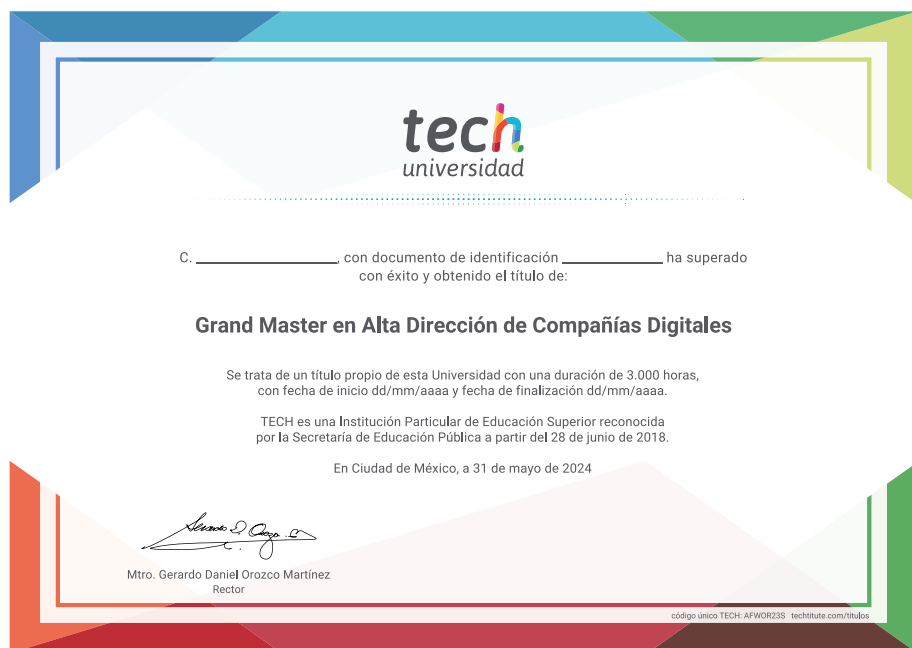 tech
universidad
C. ____________, con documento de identificación ____________ ha superado
con éxito y obtenido el título de:
Grand Master en Alta Dirección de Compañías Digitales
Se trata de un título propio de esta Universidad con una duración de 3.000 horas,
con fecha de inicio dd/mm/aaaa y fecha de finalización dd/mm/aaaa.
TECH es una Institución Particular de Educación Superior reconocida
por la Secretaría de Educación Pública a partir del 28 de junio de 2018.
En Ciudad de México, a 31 de mayo de 2024
Mtro. Gerardo Daniel Orozco Martínez
Rector
código único TECH: AFWOR23S techtitute.com/titulos